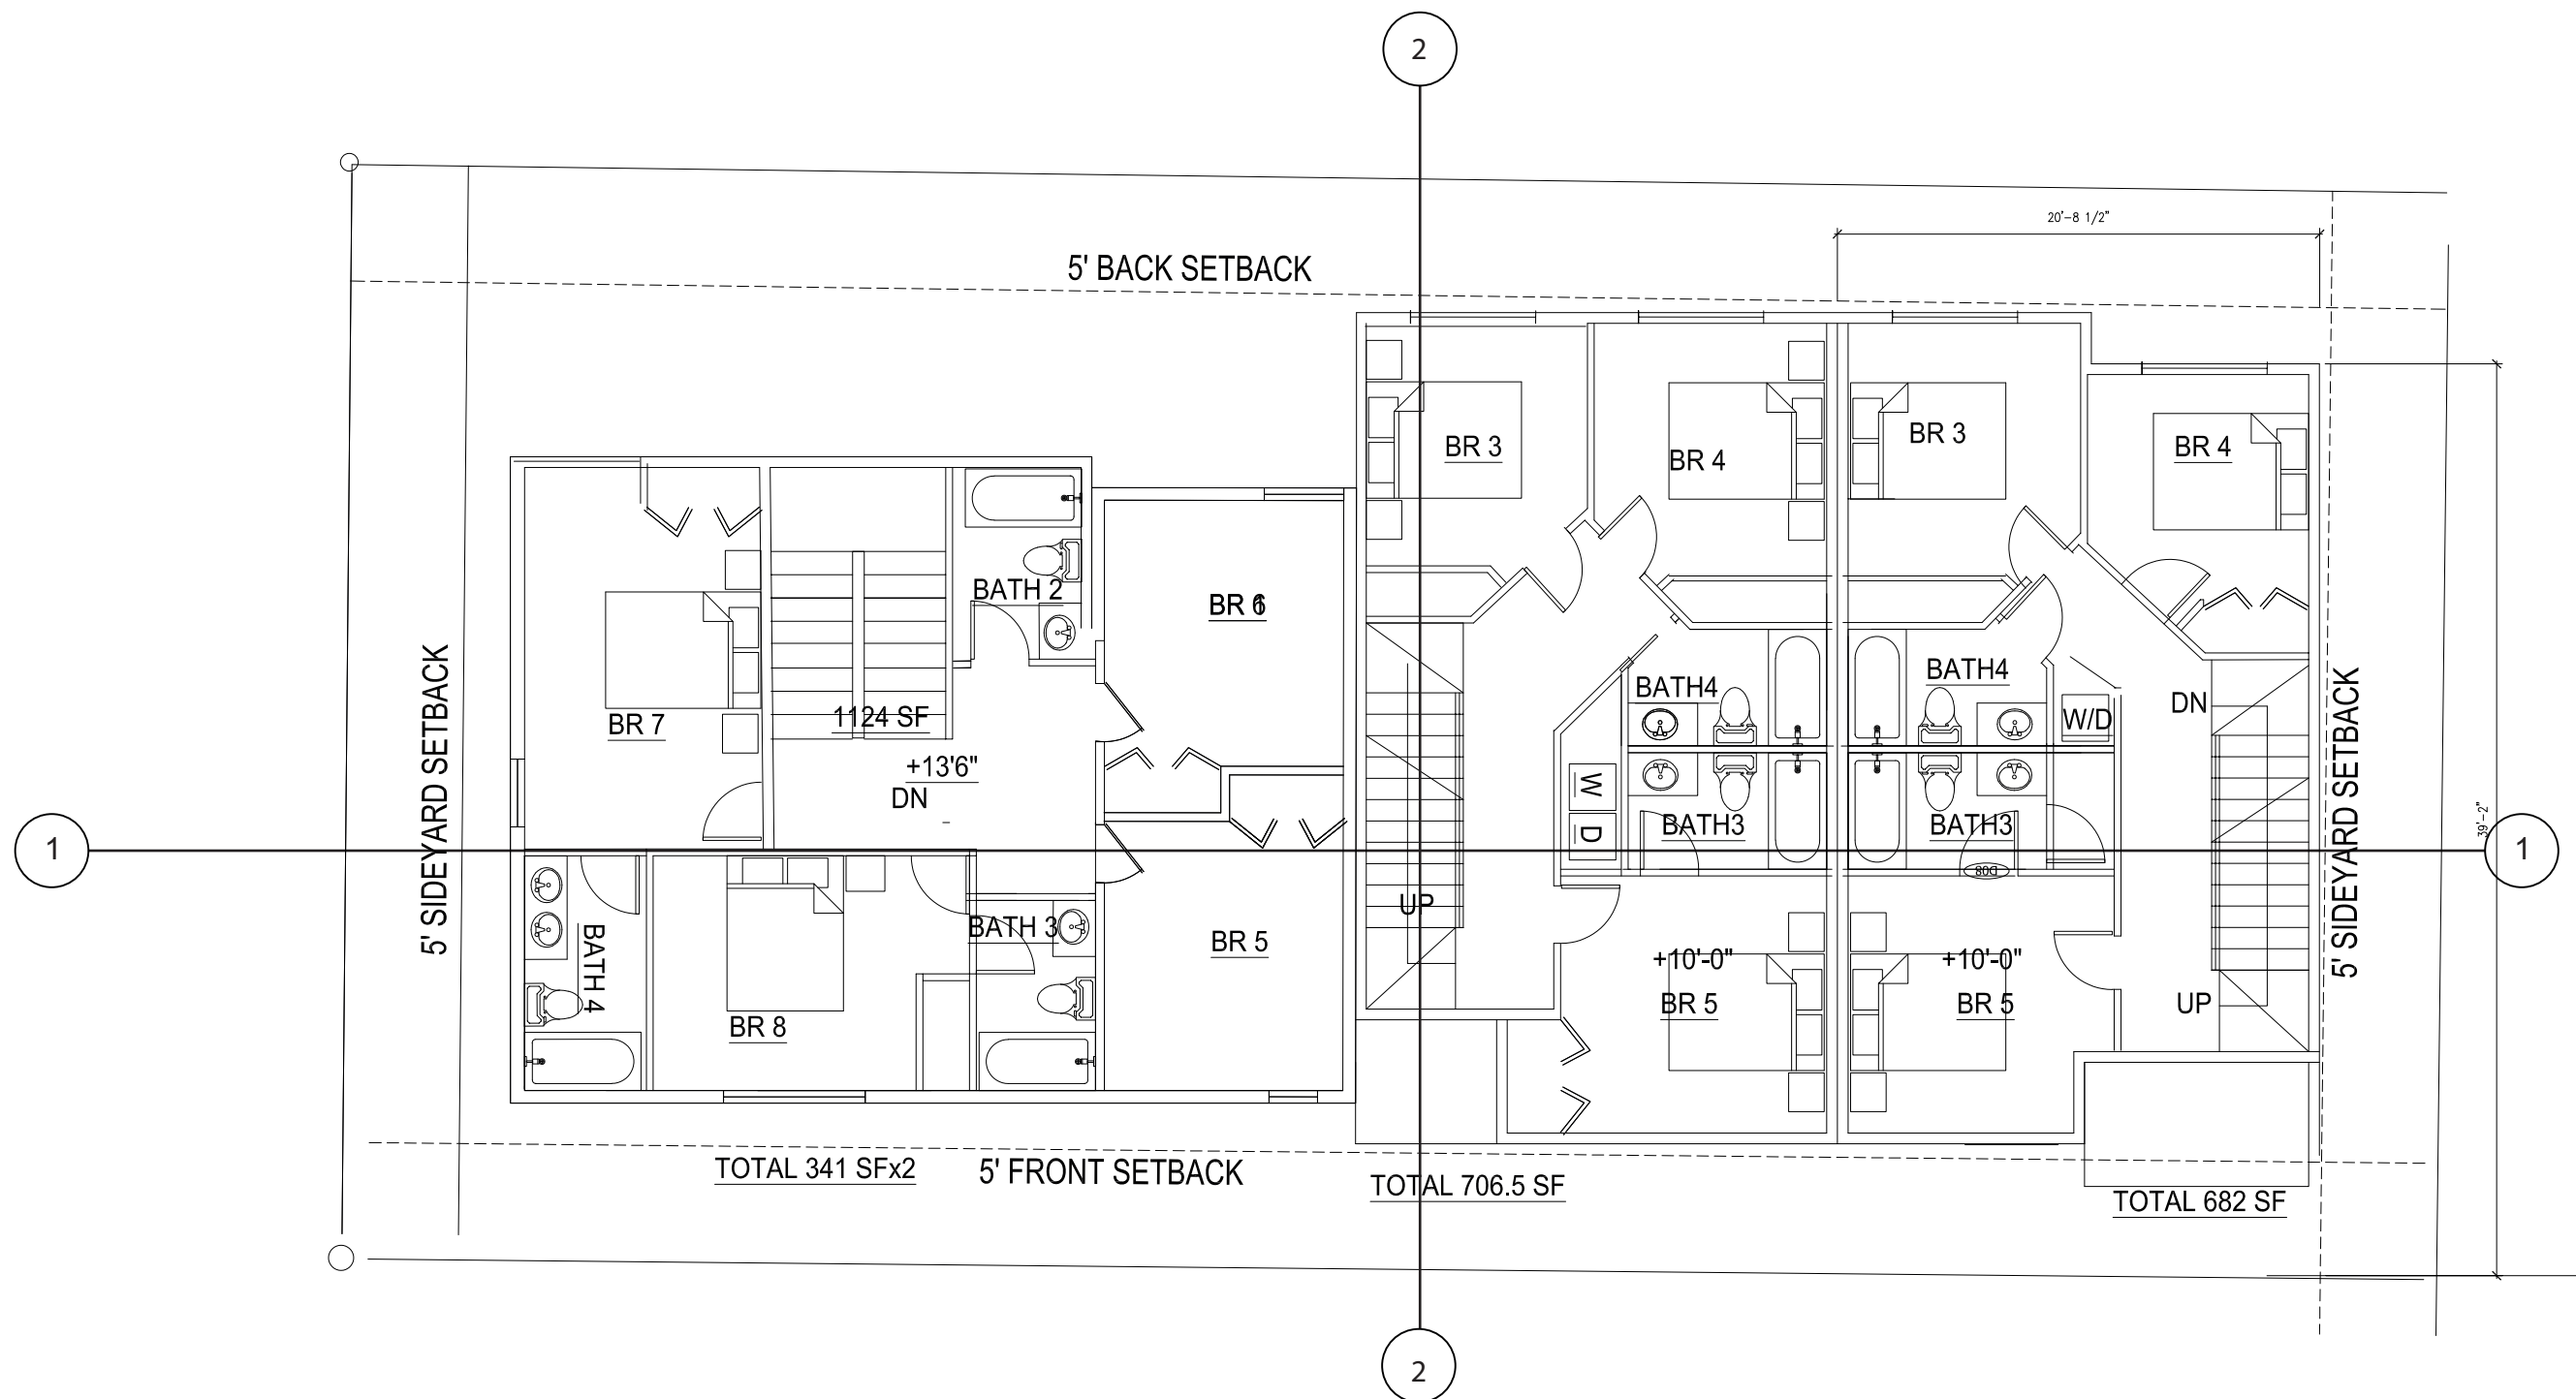 2
20'-8 1/2"
5' BACK SETBACK
BR 3
BR 4
BR 3
BR 4
BATH 2
BR 6
5' SIDEYARD SETBACK
BR 7
1124 SF
+13'6"
DN
BATH4
BATH4
W/D
DN
5' SIDEYARD SETBACK
W
D
BATH3
BATH3
39'-2"
1
1
D08
UP
BATH 4
BATH 3
BR 5
BR 8
+10'-0"
BR 5
+10'-0"
BR 5
UP
TOTAL 341 SFx2
5' FRONT SETBACK
TOTAL 706.5 SF
TOTAL 682 SF
2